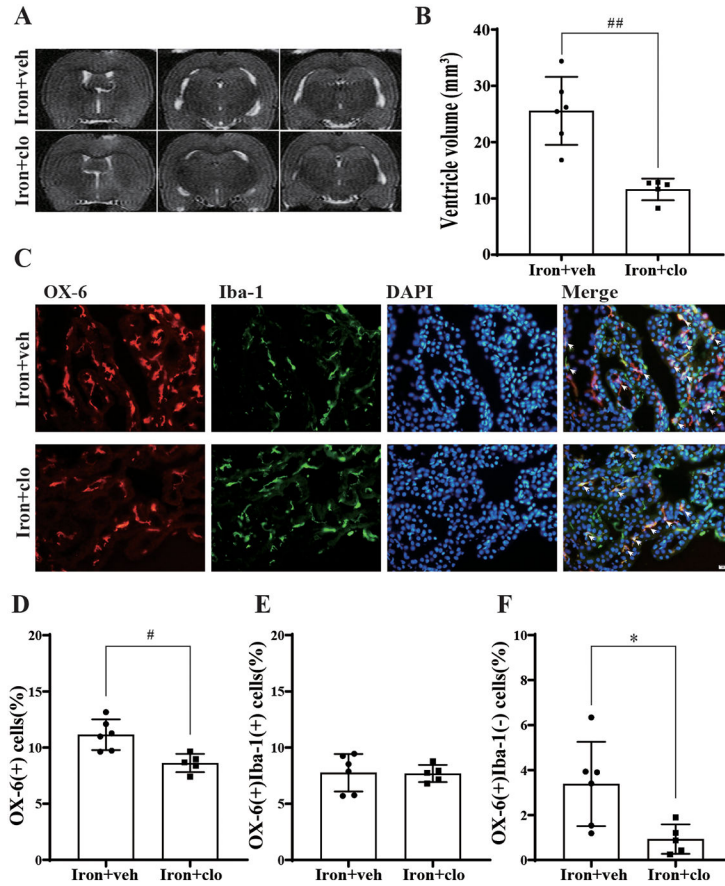 A
Iron+veh
Iron+clo
B
##
Ventricle volume (mm³)
40
30
20
10
0
Iron+veh
Iron+clo
C
OX-6
Iba-1
DAPI
Merge
Iron+veh
Iron+clo
D
#
OX-6(+) cells(%)
20
15
10
5
0
Iron+veh
Iron+clo
E
OX-6(+)Iba-1(+) cells(%)
20
15
10
5
0
Iron+veh
Iron+clo
F
*
OX-6(+)Iba-1(-) cells(%)
10
8
6
4
2
0
Iron+veh
Iron+clo